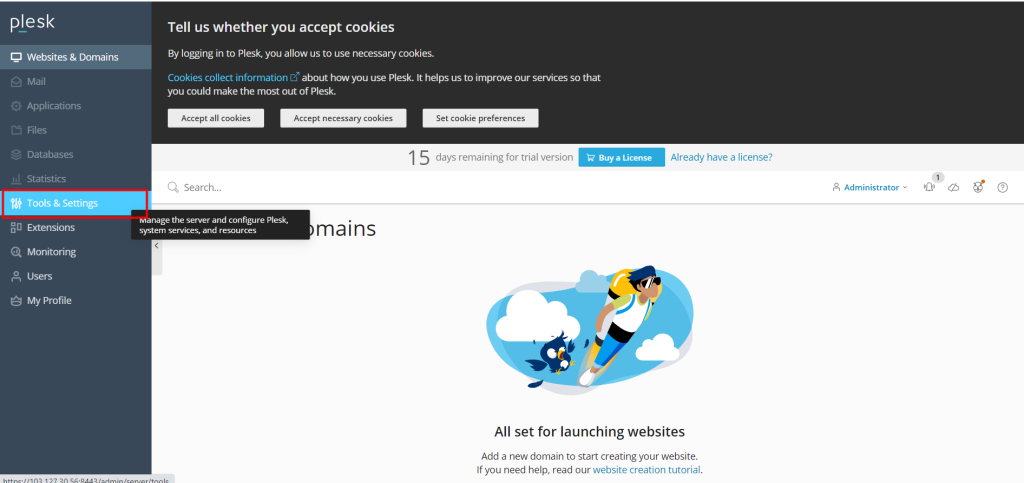 plesk
Websites & Domains
Mail
Applications
Files
Databases
Statistics
Tools & Settings
Extensions
Monitoring
Users
My Profile
Tell us whether you accept cookies
By logging in to Plesk, you allow us to use necessary cookies.
Cookies collect information about how you use Plesk. It helps us to improve our services so that
you could make the most out of Plesk.
Accept all cookies
Accept necessary cookies
Set cookie preferences
15 days remaining for trial version
Buy a License
Already have a license?
Search...
Administrator
1
Manage the server and configure Plesk,
system services, and resources
omains
All set for launching websites
Add a new domain to start creating your website.
If you need help, read our website creation tutorial.
https://103.127.30.56:8443/admin/server/tools